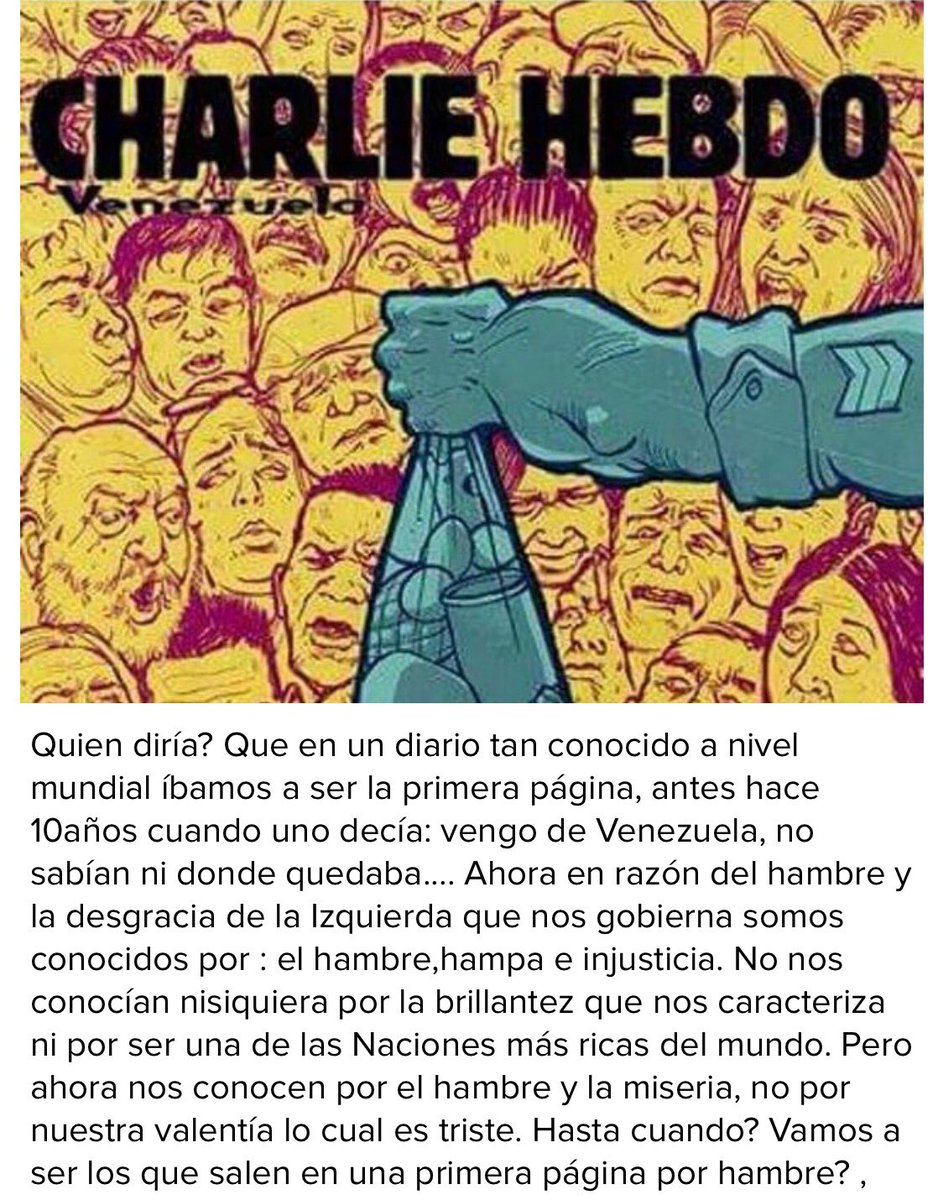 CHARLIE HEBDO
Venezuela
Quien diría? Que en un diario tan conocido a nivel
mundial íbamos a ser la primera página, antes hace
10años cuando uno decía: vengo de Venezuela, no
sabían ni donde quedaba.... Ahora en razón del hambre y
la desgracia de la Izquierda que nos gobierna somos
conocidos por : el hambre,hampa e injusticia. No nos
conocían nisiquiera por la brillantez que nos caracteriza
ni por ser una de las Naciones más ricas del mundo. Pero
ahora nos conocen por el hambre y la miseria, no por
nuestra valentía lo cual es triste. Hasta cuando? Vamos a
ser los que salen en una primera página por hambre? ,